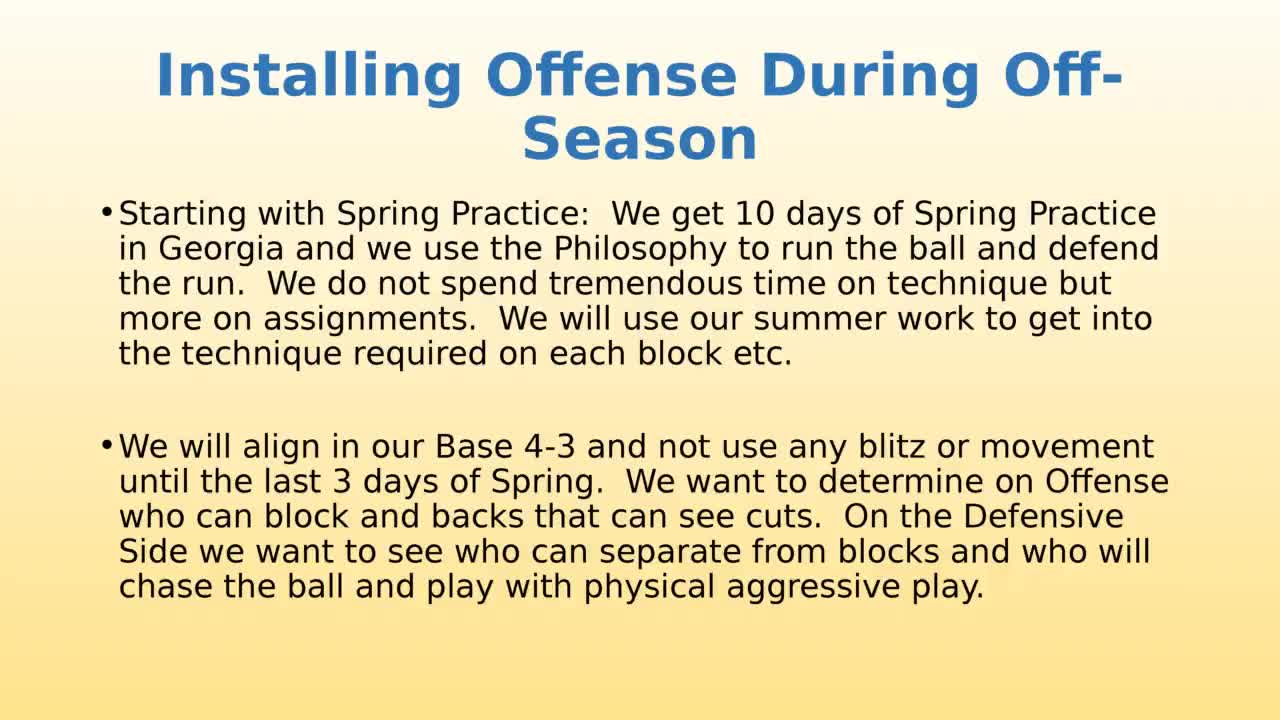 Installing Offense During Off-
Season
•Starting with Spring Practice:  We get 10 days of Spring Practice
in Georgia and we use the Philosophy to run the ball and defend
the run.  We do not spend tremendous time on technique but
more on assignments.  We will use our summer work to get into
the technique required on each block etc.
•We will align in our Base 4-3 and not use any blitz or movement
until the last 3 days of Spring.  We want to determine on Offense
who can block and backs that can see cuts.  On the Defensive
Side we want to see who can separate from blocks and who will
chase the ball and play with physical aggressive play.